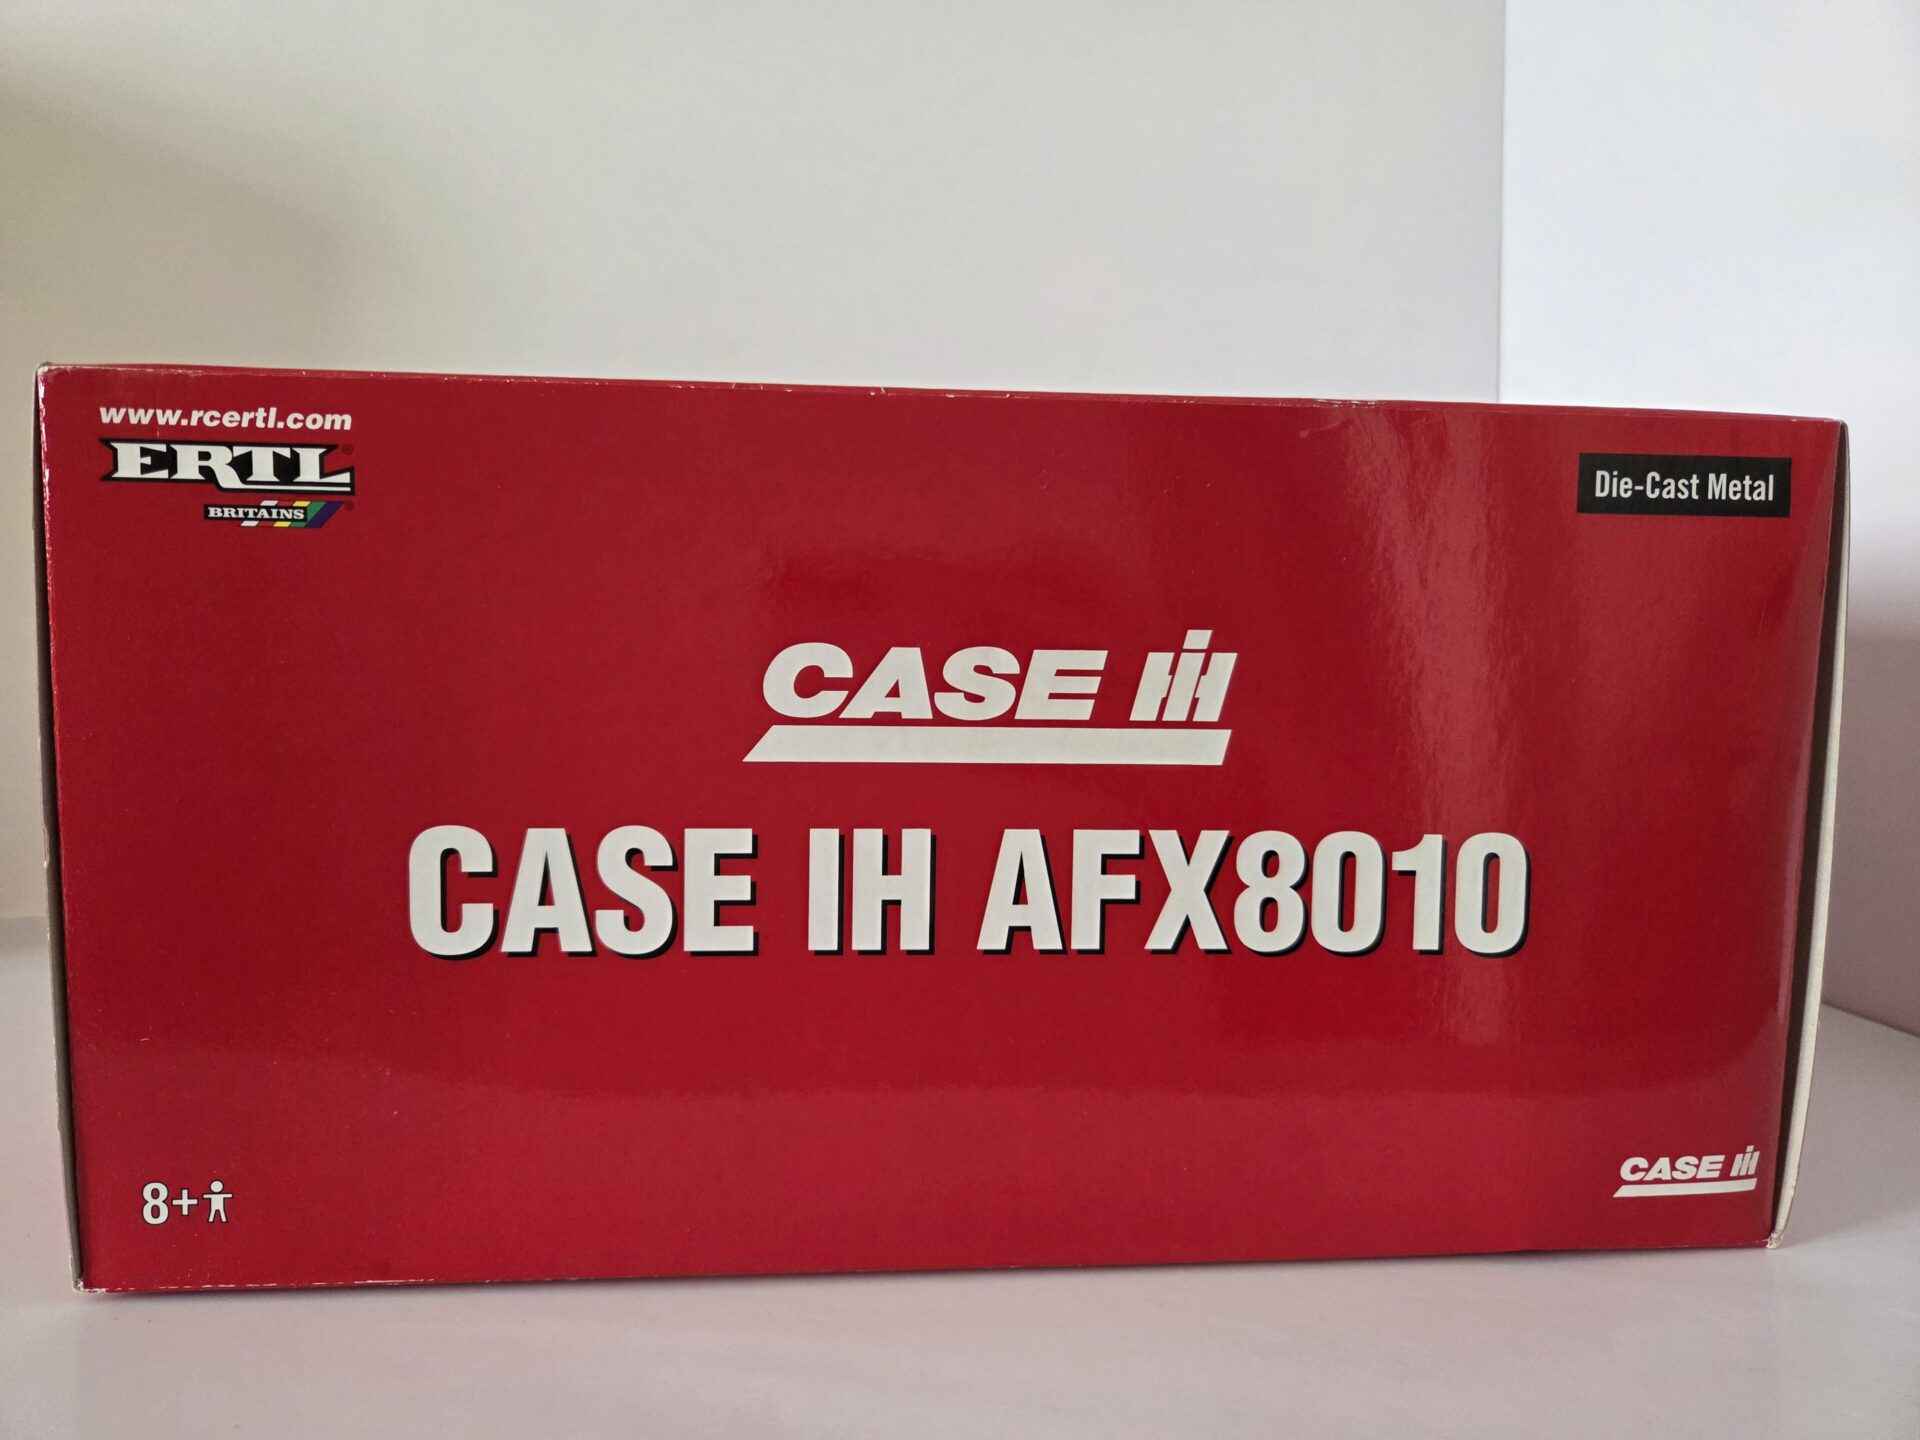 www.rcertl.com
ERTL®
BRITAINS®
Die-Cast Metal
CASE IH
CASE IH AFX8010
8+
CASE IH